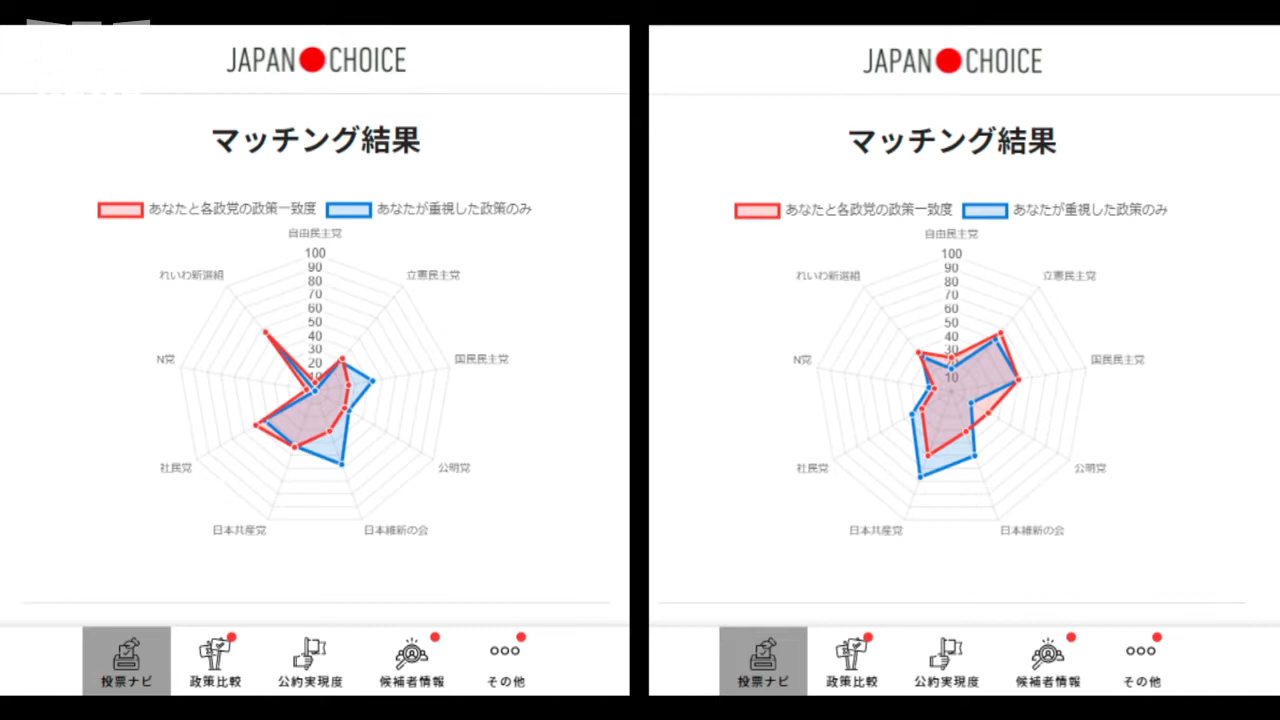 JAPAN CHOICE
マッチング結果
あなたと各政党の政策一致度 あなたが重視した政策のみ
自由民主党
100
90
80
70
60
50
40
30
20
10
れいわ新選組
立憲民主党
N党
国民民主党
社民党
公明党
日本共産党
日本維新の会
投票ナビ
政策比較
公約実現度
候補者情報
その他
JAPAN CHOICE
マッチング結果
あなたと各政党の政策一致度 あなたが重視した政策のみ
自由民主党
100
90
80
70
60
50
40
30
10
れいわ新選組
立憲民主党
N党
国民民主党
社民党
公明党
日本共産党
日本維新の会
投票ナビ
政策比較
公約実現度
候補者情報
その他